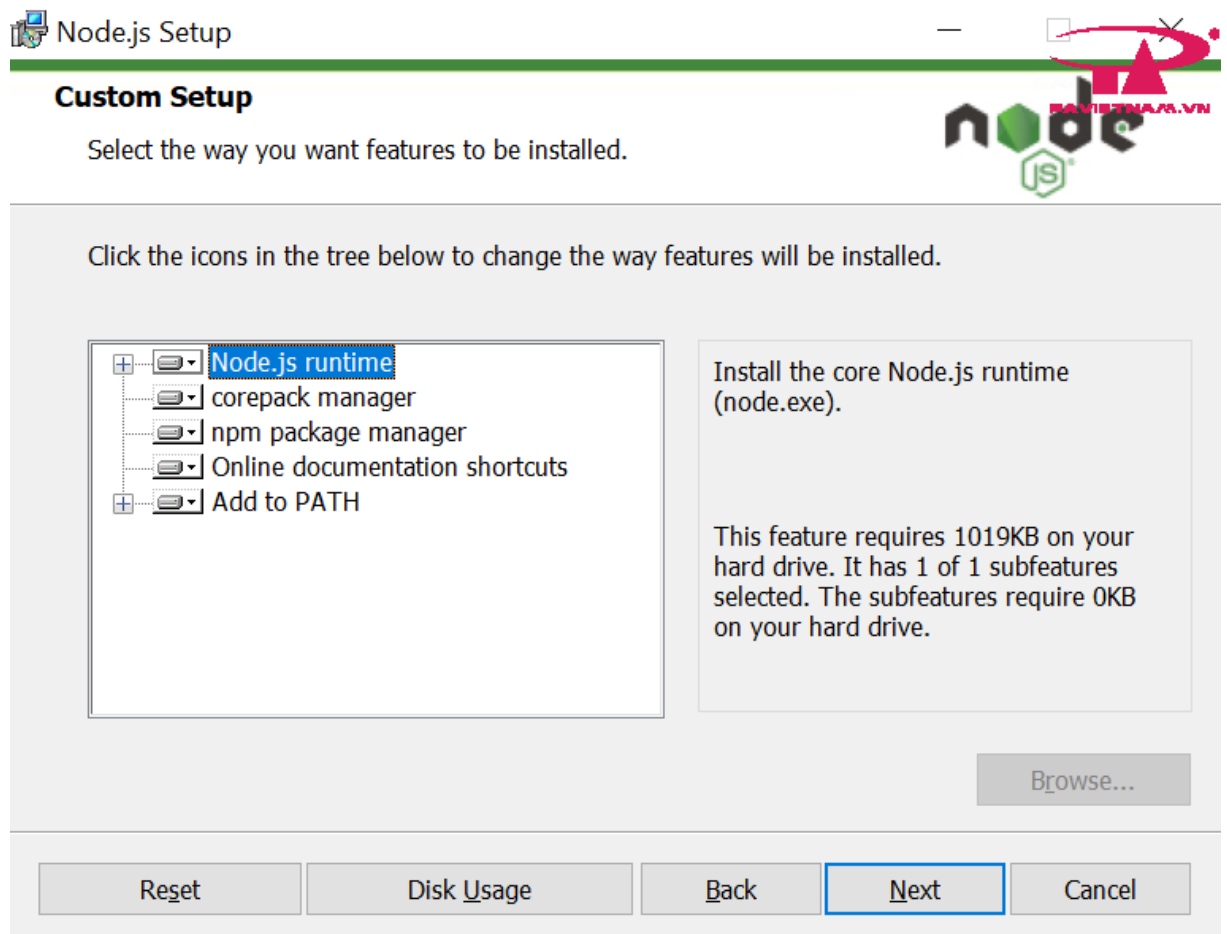 Node.js Setup
PAVIETNAM.VN
Custom Setup
Select the way you want features to be installed.
node
JS
Click the icons in the tree below to change the way features will be installed.
Node.js runtime
corepack manager
npm package manager
Online documentation shortcuts
Add to PATH
Install the core Node.js runtime
(node.exe).
This feature requires 1019KB on your
hard drive. It has 1 of 1 subfeatures
selected. The subfeatures require 0KB
on your hard drive.
Browse...
Reset
Disk Usage
Back
Next
Cancel